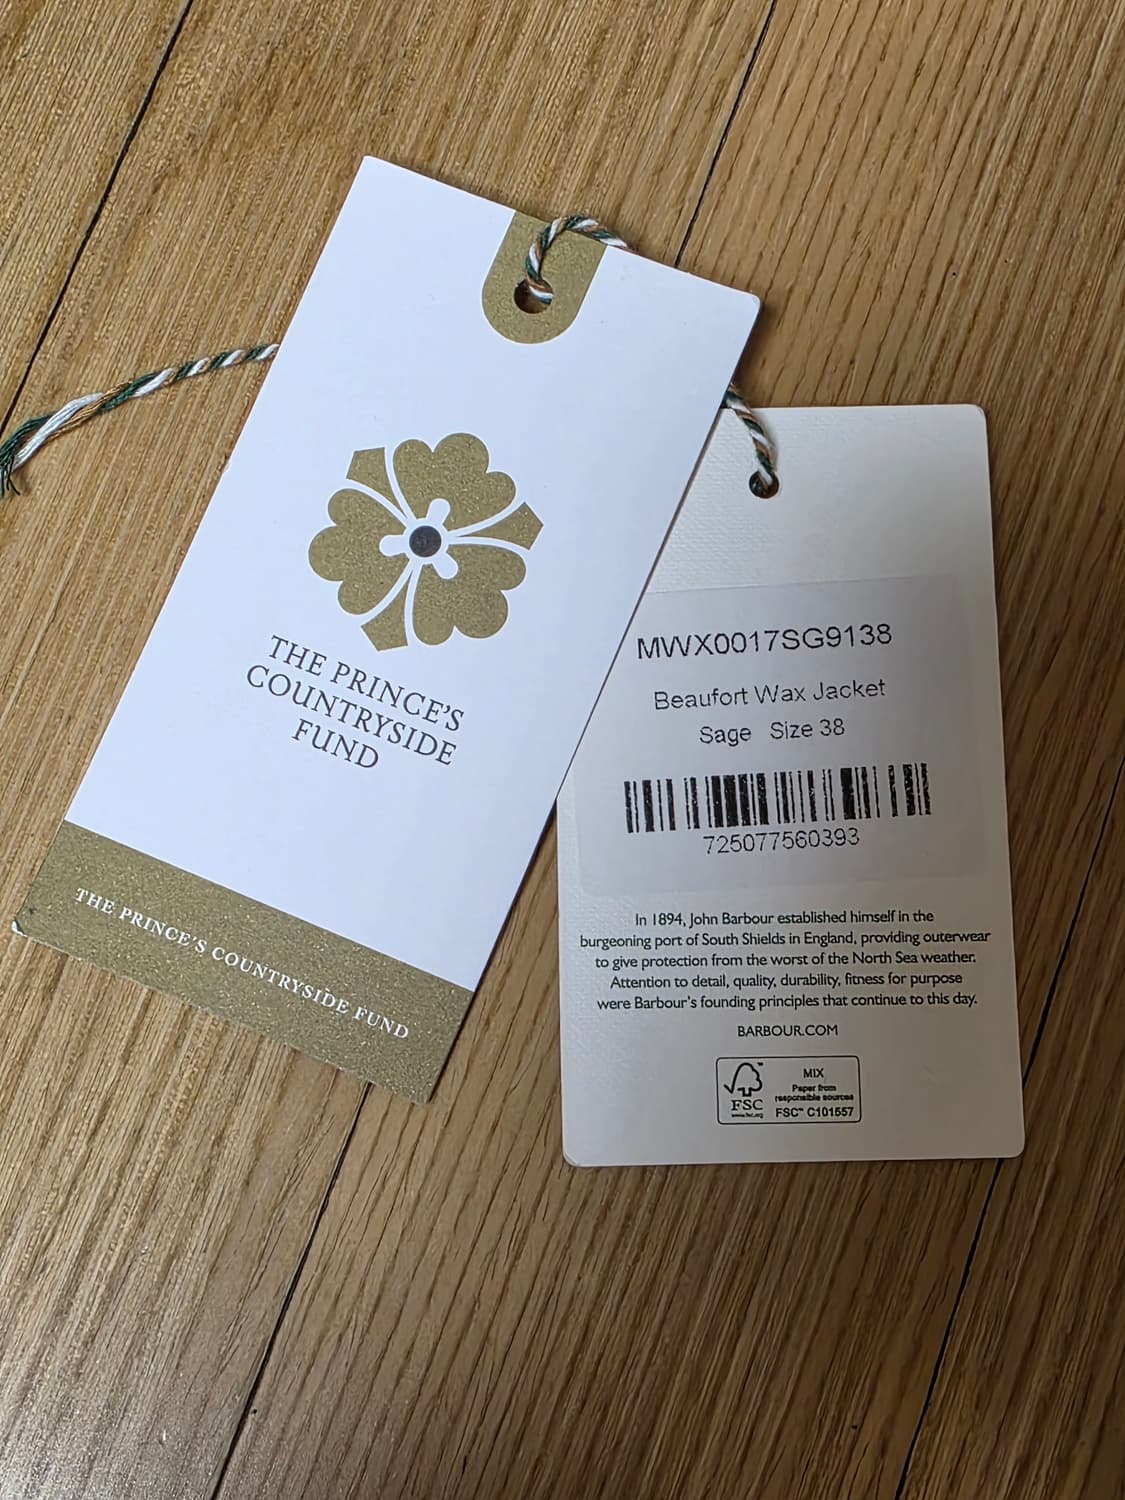 THE PRINCE'S
COUNTRYSIDE
FUND
THE PRINCE'S COUNTRYSIDE FUND
MWX0017SG9138
Beaufort Wax Jacket
Sage Size 38
725077560393
In 1894, John Barbour established himself in the
burgeoning port of South Shields in England, providing outerwear
to give protection from the worst of the North Sea weather.
Attention to detail, quality, durability, fitness for purpose
were Barbour's founding principles that continue to this day.
BARBOUR.COM
FSC
www.fsc.org
MIX
Paper from
responsible sources
FSC™ C101557